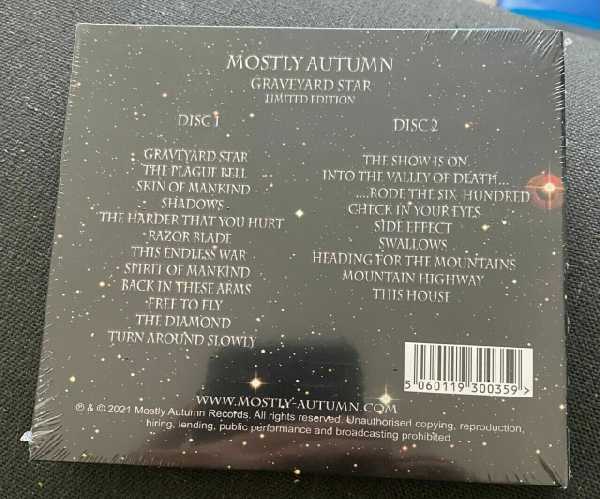 MOSTLY AUTUMN
GRAVEYARD STAR
LIMITED EDITION
DISC 1
GRAVEYARD STAR
THE PLAGUE BELL
SKIN OF MANKIND
SHADOWS
THE HARDER THAT YOU HURT
RAZOR BLADE
THIS ENDLESS WAR
SPIRIT OF MANKIND
BACK IN THESE ARMS
FREE TO FLY
THE DIAMOND
TURN AROUND SLOWLY
DISC 2
THE SHOW IS ON
INTO THE VALLEY OF DEATH...
....RODE THE SIX-HUNDRED
CHECK IN YOUR EYES
SIDE EFFECT
SWALLOWS
HEADING FOR THE MOUNTAINS
MOUNTAIN HIGHWAY
THIS HOUSE
5 060119 300359 >
WWW.MOSTLY-AUTUMN.COM
℗ & © 2021 Mostly Autumn Records. All rights reserved. Unauthorised copying, reproduction,
hiring, lending, public performance and broadcasting prohibited